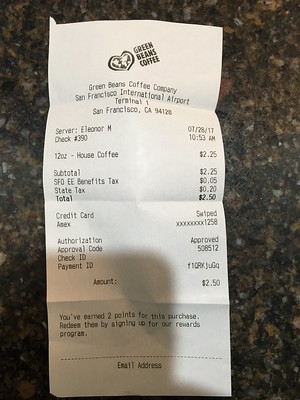 GREEN
BEANS
COFFEE
Green Beans Coffee Company
San Francisco International Airport
Terminal 1
San Francisco, CA 94128
Server: Eleonor M 07/28/17
Check #390 10:53 AM
12oz - House Coffee $2.25
Subtotal $2.25
SFO EE Benefits Tax $0.05
State Tax $0.20
Total $2.50
Credit Card Swiped
Amex xxxxxxxx1258
Authorization Approved
Approval Code 508512
Check ID
Payment ID f1QRKjuGq
Amount: $2.50
You've earned 2 points for this purchase.
Redeem them by signing up for our rewards
program.
Email Address